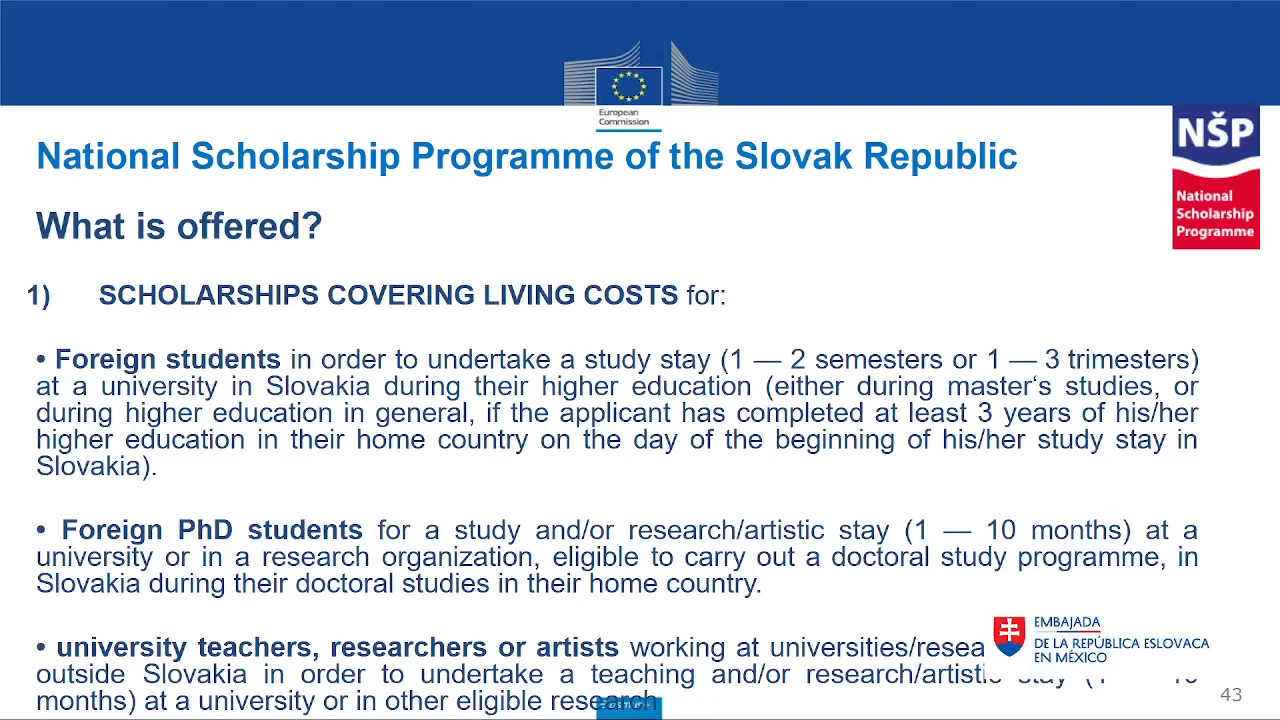 European
Commission
National Scholarship Programme of the Slovak Republic
NŠP
National
Scholarship
Programme
What is offered?
1) SCHOLARSHIPS COVERING LIVING COSTS for:
• Foreign students in order to undertake a study stay (1 — 2 semesters or 1 — 3 trimesters)
at a university in Slovakia during their higher education (either during master‘s studies, or
during higher education in general, if the applicant has completed at least 3 years of his/her
higher education in their home country on the day of the beginning of his/her study stay in
Slovakia).
• Foreign PhD students for a study and/or research/artistic stay (1 — 10 months) at a
university or in a research organization, eligible to carry out a doctoral study programme, in
Slovakia during their doctoral studies in their home country.
• university teachers, researchers or artists working at universities/resea
outside Slovakia in order to undertake a teaching and/or research/artistic stay (
months) at a university or in other eligible research
EMBAJADA
DE LA REPÚBLICA ESLOVACA
EN MÉXICO
Erasmus+
43